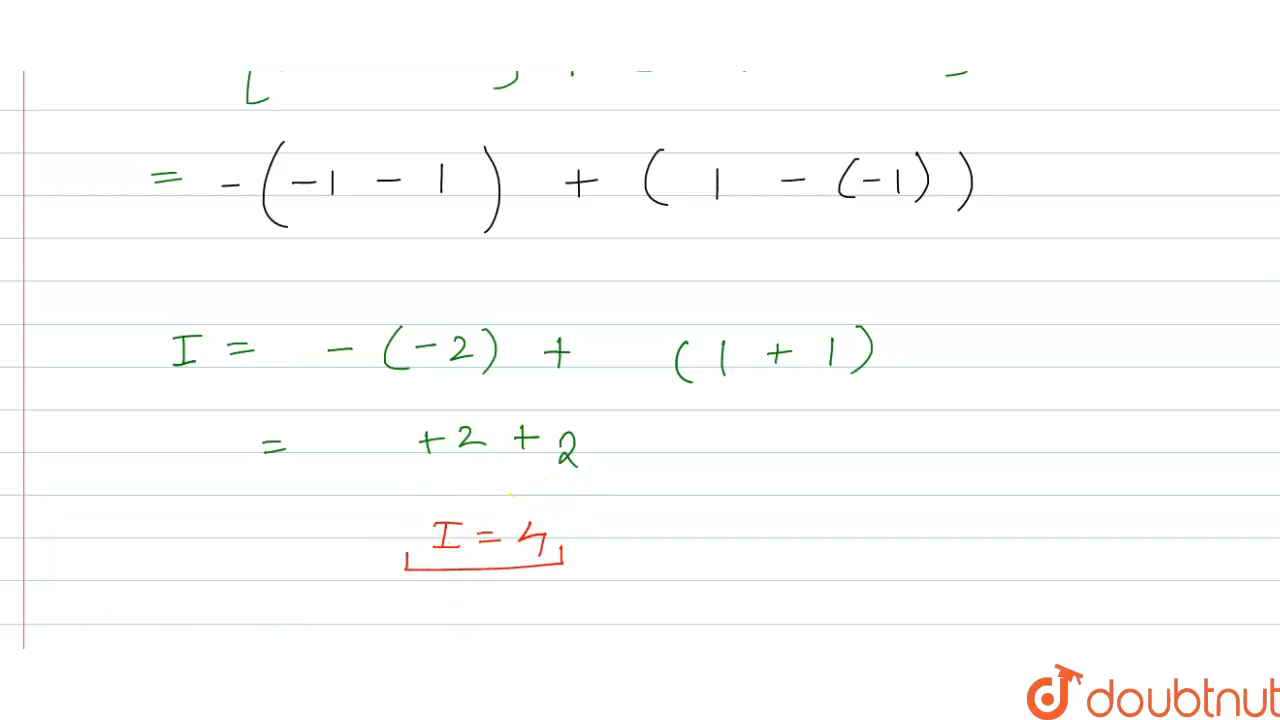 = -(-1 - 1) + (1 - (-1))
I = -(-2) + (1 + 1)
= +2 + 2
I = 4
doubtnut